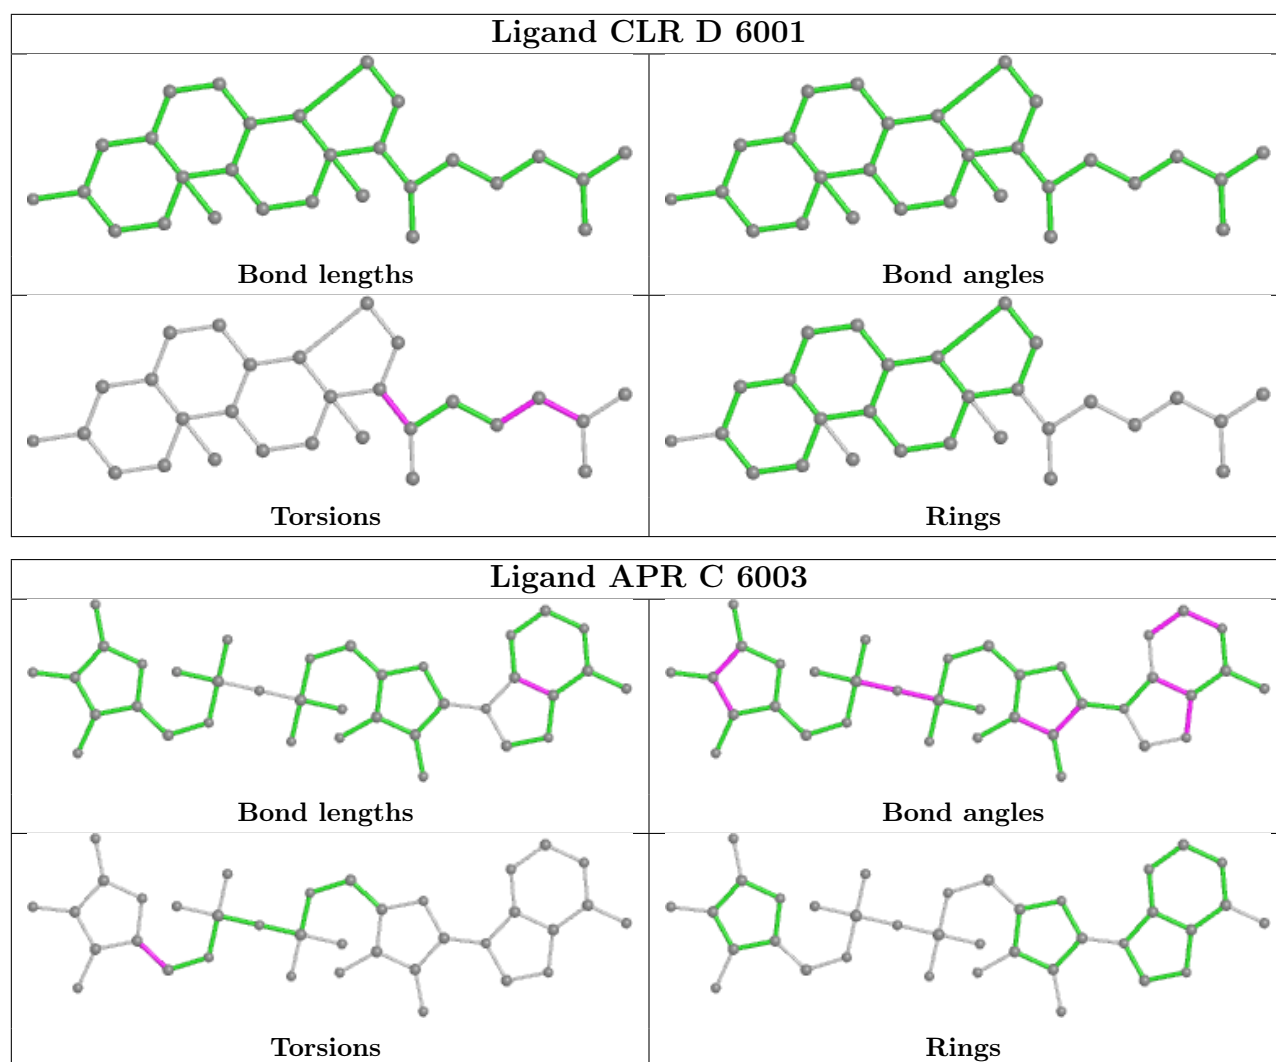 Ligand CLR D 6001
Bond lengths
Bond angles
Torsions
Rings
Ligand APR C 6003
Bond lengths
Bond angles
Torsions
Rings